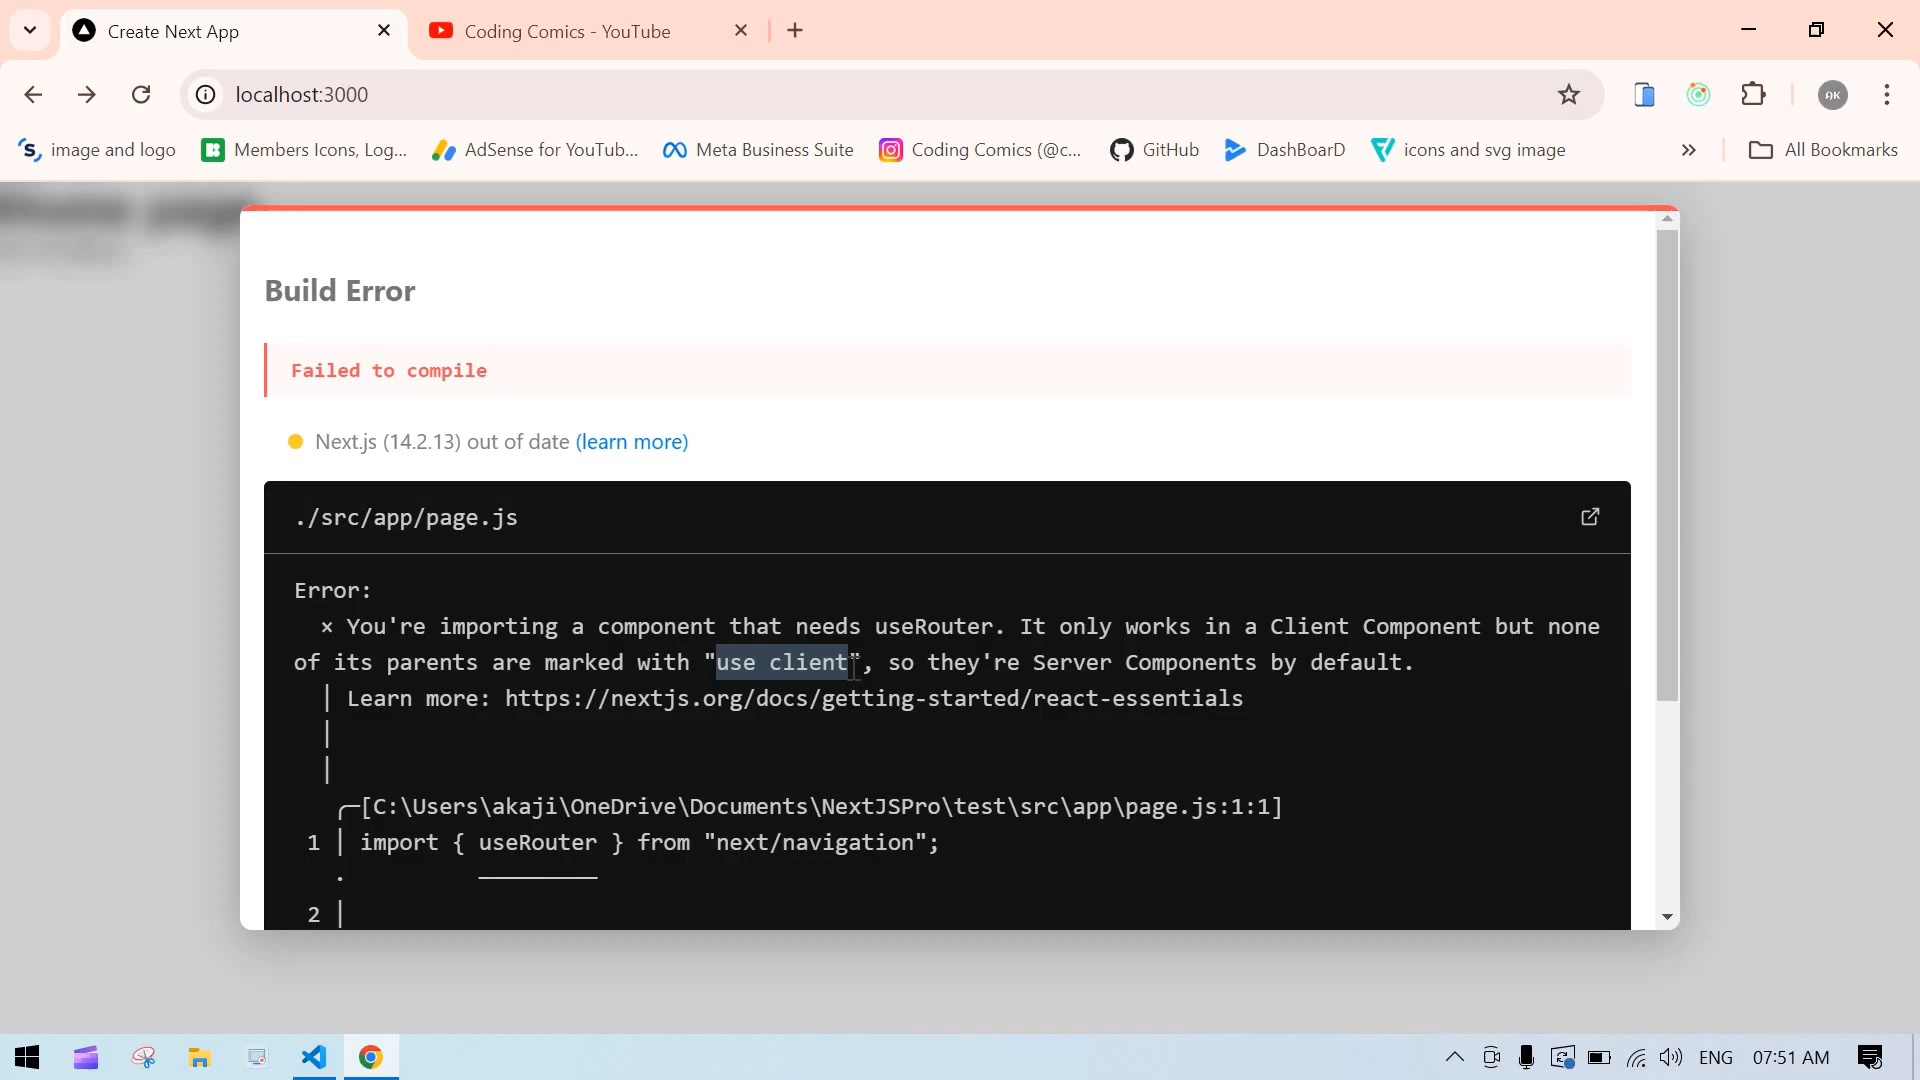 Create Next App
Coding Comics - YouTube
localhost:3000
AK
image and logo
Members Icons, Log...
AdSense for YouTub...
Meta Business Suite
Coding Comics (@c...
GitHub
DashBoarD
icons and svg image
All Bookmarks
Build Error
Failed to compile
Next.js (14.2.13) out of date (learn more)
./src/app/page.js
Error:
× You're importing a component that needs useRouter. It only works in a Client Component but none
of its parents are marked with "use client", so they're Server Components by default.
| Learn more: https://nextjs.org/docs/getting-started/react-essentials
|
|
╭─[C:\Users\akaji\OneDrive\Documents\NextJSPro\test\src\app\page.js:1:1]
1 | import { useRouter } from "next/navigation";
· ─────────
2 |
ENG
07:51 AM